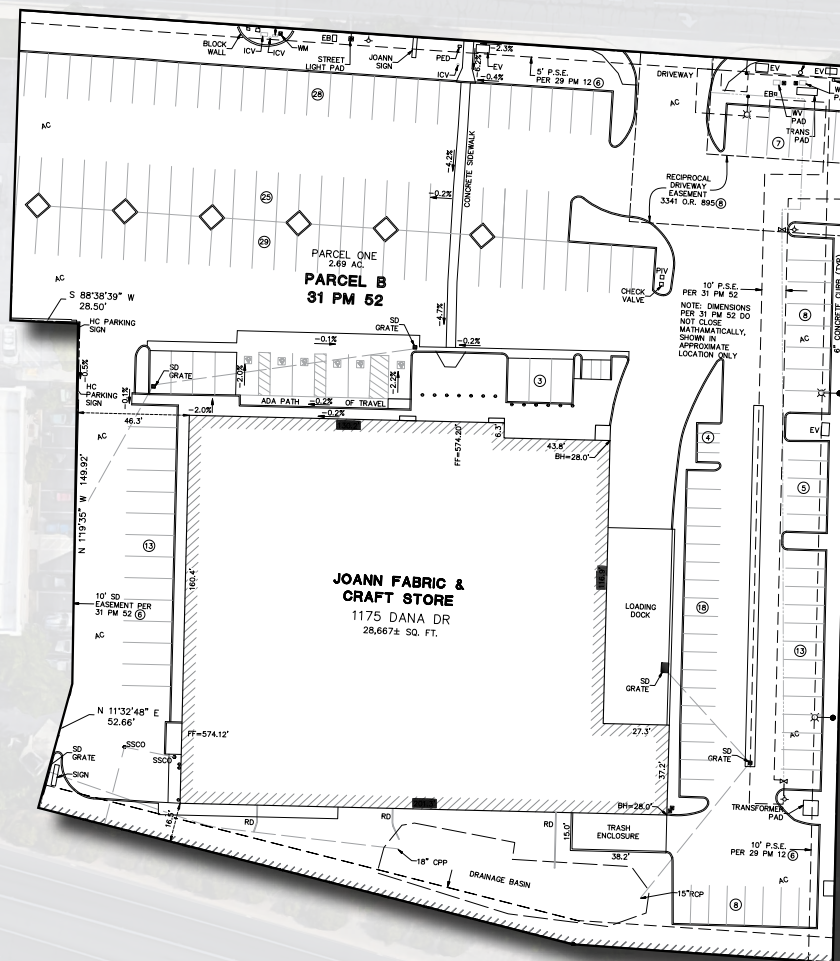 BLOCK
WALL
ICV
ICV
WM
EB
STREET
LIGHT PAD
JOANN
SIGN
PED
ICV
EV
-2.3%
-6.2%
-0.4%
5' P.S.E.
PER 29 PM 12 ⑥
DRIVEWAY
EV
EV
EB
AC
WV
PAD
TRANS
PAD
㉘
⑦
AC
CONCRETE SIDEWALK
-4.2%
-0.2%
RECIPROCAL
DRIVEWAY
EASEMENT
3341 O.R. 895 ⑧
㉕
㉙
PARCEL ONE
2.69 AC.
PARCEL B
31 PM 52
AC
S 88°38'39" W
28.50'
HC PARKING
SIGN
SD
GRATE
-4.7%
-0.2%
-0.1%
PIV
CHECK
VALVE
10' P.S.E.
PER 31 PM 52
NOTE: DIMENSIONS
PER 31 PM 52 DO
NOT CLOSE
MATHAMATICALLY,
SHOWN IN
APPROXIMATE
LOCATION ONLY
6" CONCRETE CURB (TYP)
⑧
AC
-0.5%
SD
GRATE
-2.0%
-2.2%
③
HC
PARKING
SIGN
-0.1%
-2.0%
ADA PATH
-0.2%
OF TRAVEL
-0.2%
46.3'
FF=574.20'
6.3'
43.8'
BH=28.0'
④
EV
AC
N 1°19'35" W 149.92'
⑬
160.4'
⑤
JOANN FABRIC &
CRAFT STORE
1175 DANA DR
28,667± SQ. FT.
116.9'
LOADING
DOCK
⑱
⑬
10' SD
EASEMENT PER
31 PM 52 ⑥
AC
SD
GRATE
N 11°32'48" E
52.66'
FF=574.12'
27.3'
AC
SSCO
SSCO
SD
GRATE
SIGN
37.2'
SD
GRATE
BH=28.0'
TRANSFORMER
PAD
16.5'
RD
RD
RD
15.0'
TRASH
ENCLOSURE
38.2'
18" CPP
DRAINAGE BASIN
15"RCP
10' P.S.E.
PER 29 PM 12 ⑥
AC
⑧